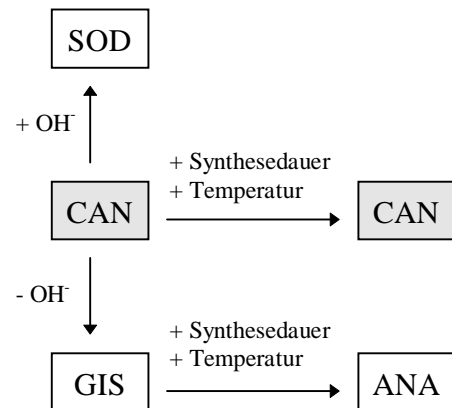 SOD
+ OH⁻
+ Synthesedauer
+ Temperatur
CAN
CAN
- OH⁻
+ Synthesedauer
+ Temperatur
GIS
ANA